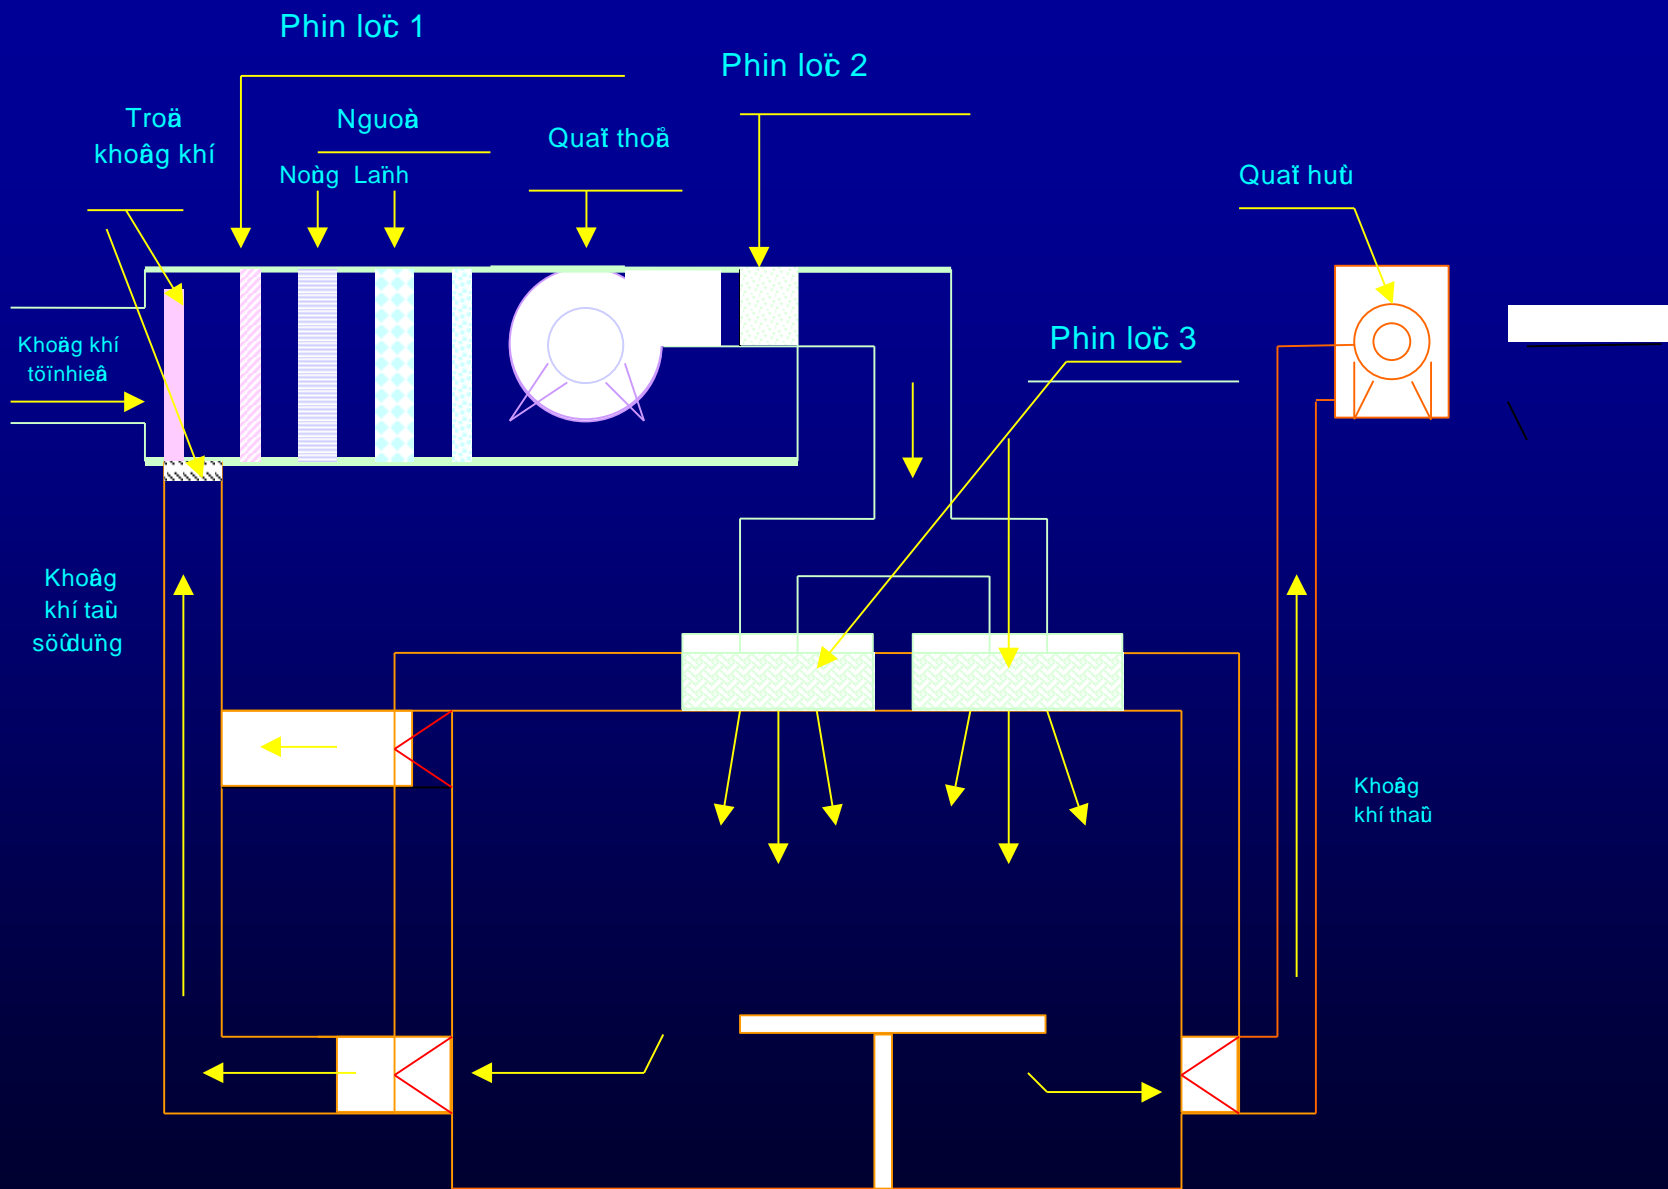 Phin loïc 1
Phin loïc 2
Troän
khoâng khí
Nguoàn
Quaït thoåi
Noùng Laïnh
Quaït huùt
Phin loïc 3
Khoâng khí
töï nhieân
Khoâng
khí taùi
söû duïng
Khoâng
khí thaûi